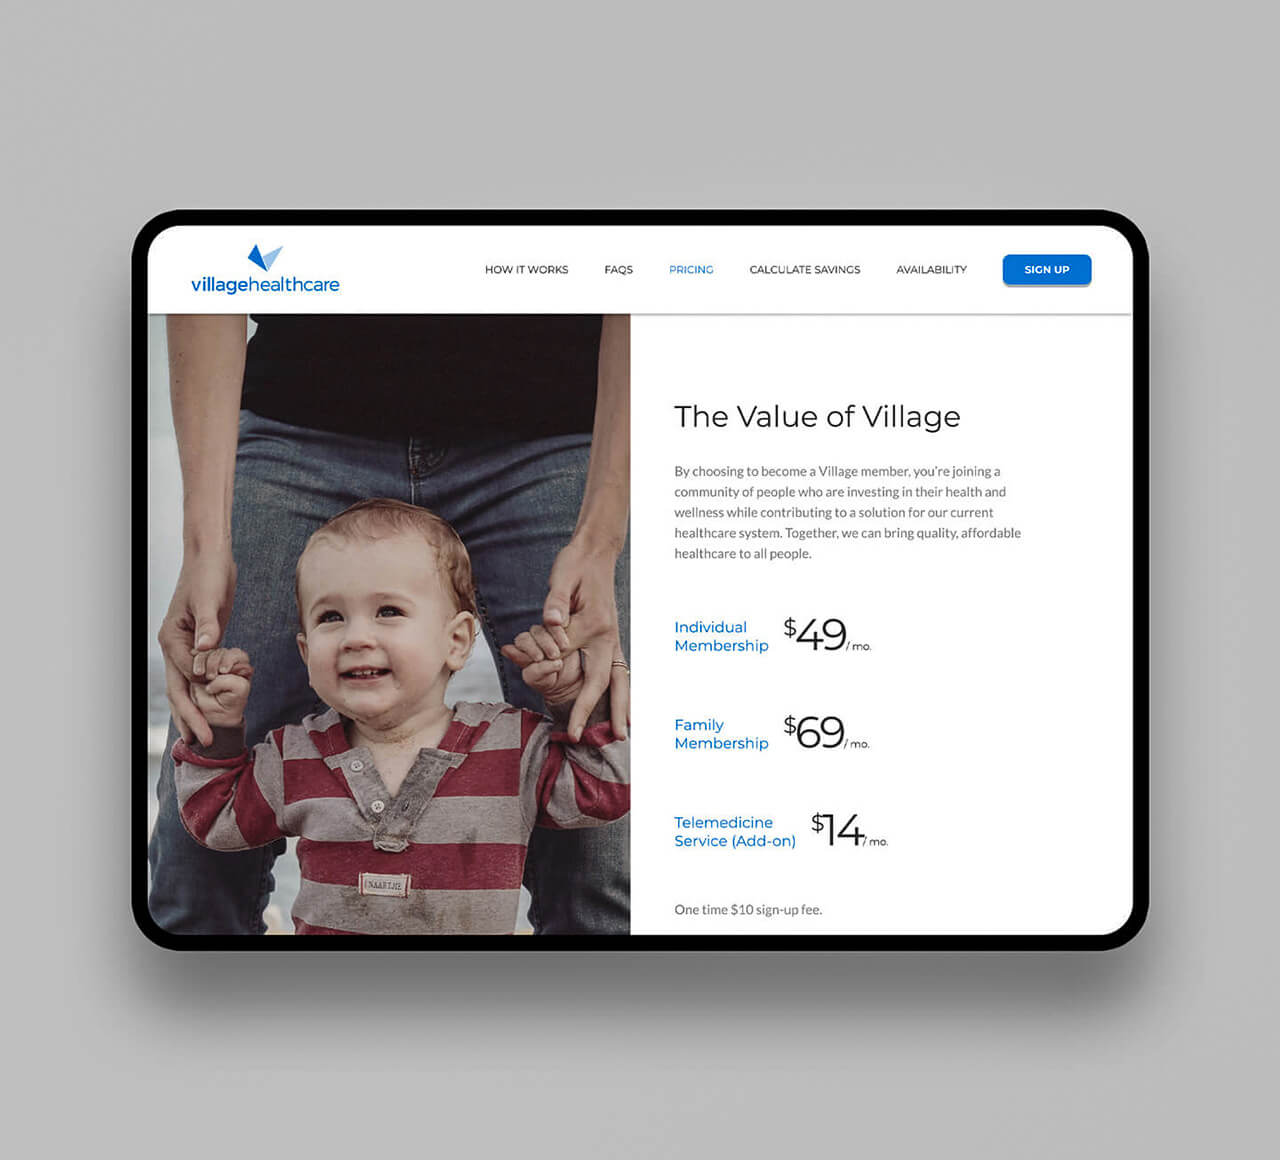 villagehealthcare
HOW IT WORKS
FAQS
PRICING
CALCULATE SAVINGS
AVAILABILITY
SIGN UP
The Value of Village
By choosing to become a Village member, you're joining a
community of people who are investing in their health and
wellness while contributing to a solution for our current
healthcare system. Together, we can bring quality, affordable
healthcare to all people.
Individual
Membership
$49/ mo.
Family
Membership
$69/ mo.
Telemedicine
Service (Add-on)
$14/ mo.
One time $10 sign-up fee.